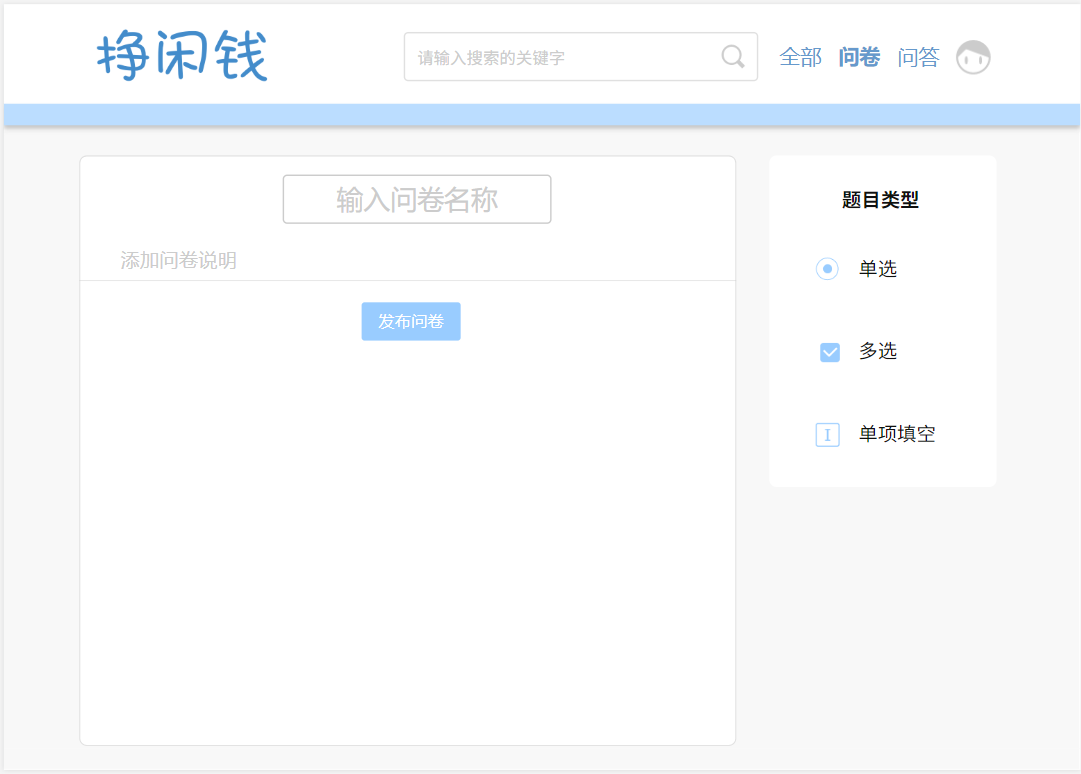 挣闲钱
请输入搜索的关键字
全部 问卷 问答
输入问卷名称
添加问卷说明
发布问卷
题目类型
单选
多选
单项填空